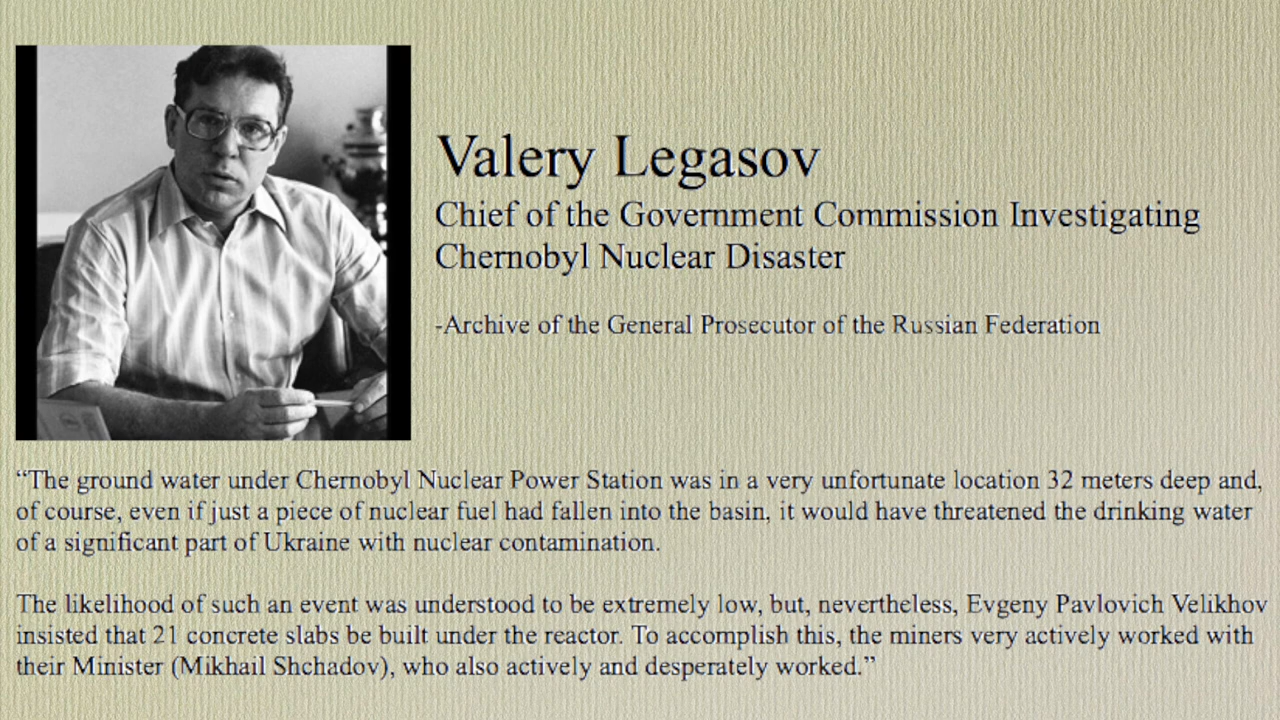 Valery Legasov
Chief of the Government Commission Investigating
Chernobyl Nuclear Disaster
-Archive of the General Prosecutor of the Russian Federation
“The ground water under Chernobyl Nuclear Power Station was in a very unfortunate location 32 meters deep and,
of course, even if just a piece of nuclear fuel had fallen into the basin, it would have threatened the drinking water
of a significant part of Ukraine with nuclear contamination.
The likelihood of such an event was understood to be extremely low, but, nevertheless, Evgeny Pavlovich Velikhov
insisted that 21 concrete slabs be built under the reactor. To accomplish this, the miners very actively worked with
their Minister (Mikhail Shchadov), who also actively and desperately worked.”